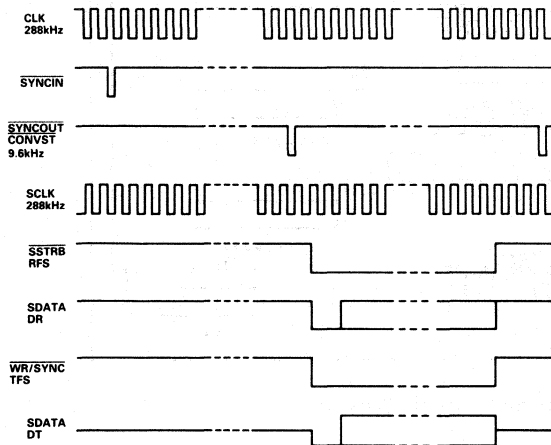 CLK
288kHz
SYNCIN
SYNCOUT
CONVST
9.6kHz
SCLK
288kHz
SSTRB
RFS
SDATA
DR
WR/SYNC
TFS
SDATA
DT